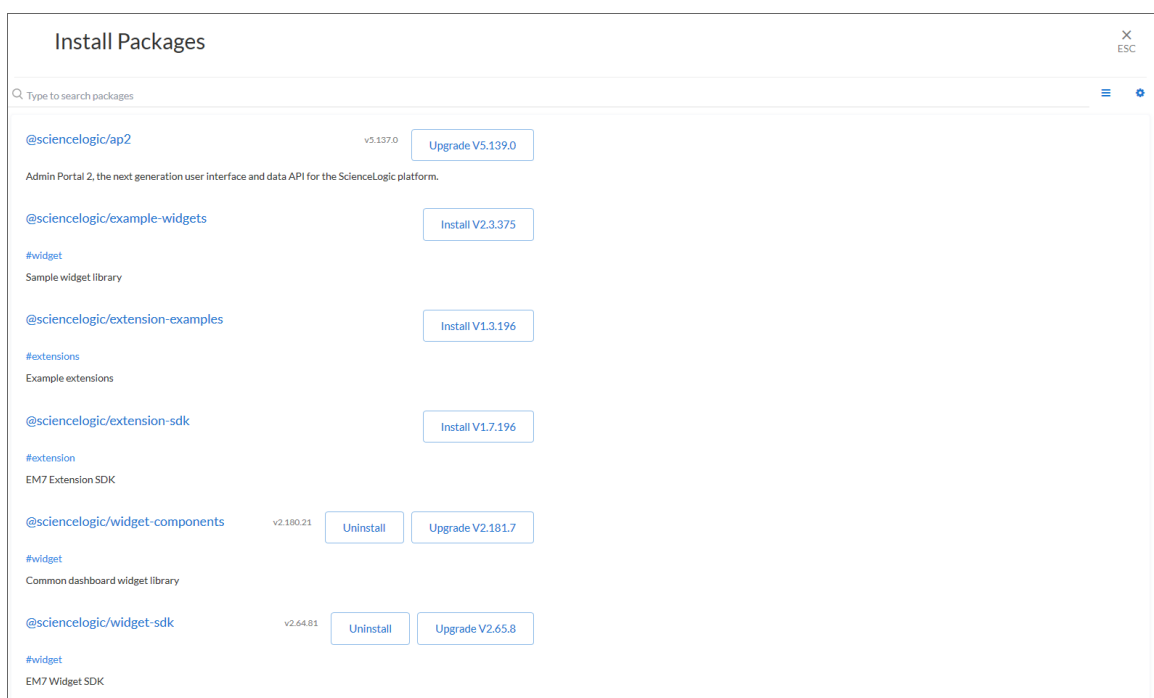 Install Packages
ESC
Type to search packages
@sciencelogic/ap2 v5.137.0 Upgrade V5.139.0
Admin Portal 2, the next generation user interface and data API for the ScienceLogic platform.
@sciencelogic/example-widgets Install V2.3.375
#widget
Sample widget library
@sciencelogic/extension-examples Install V1.3.196
#extensions
Example extensions
@sciencelogic/extension-sdk Install V1.7.196
#extension
EM7 Extension SDK
@sciencelogic/widget-components v2.180.21 Uninstall Upgrade V2.181.7
#widget
Common dashboard widget library
@sciencelogic/widget-sdk v2.64.81 Uninstall Upgrade V2.65.8
#widget
EM7 Widget SDK